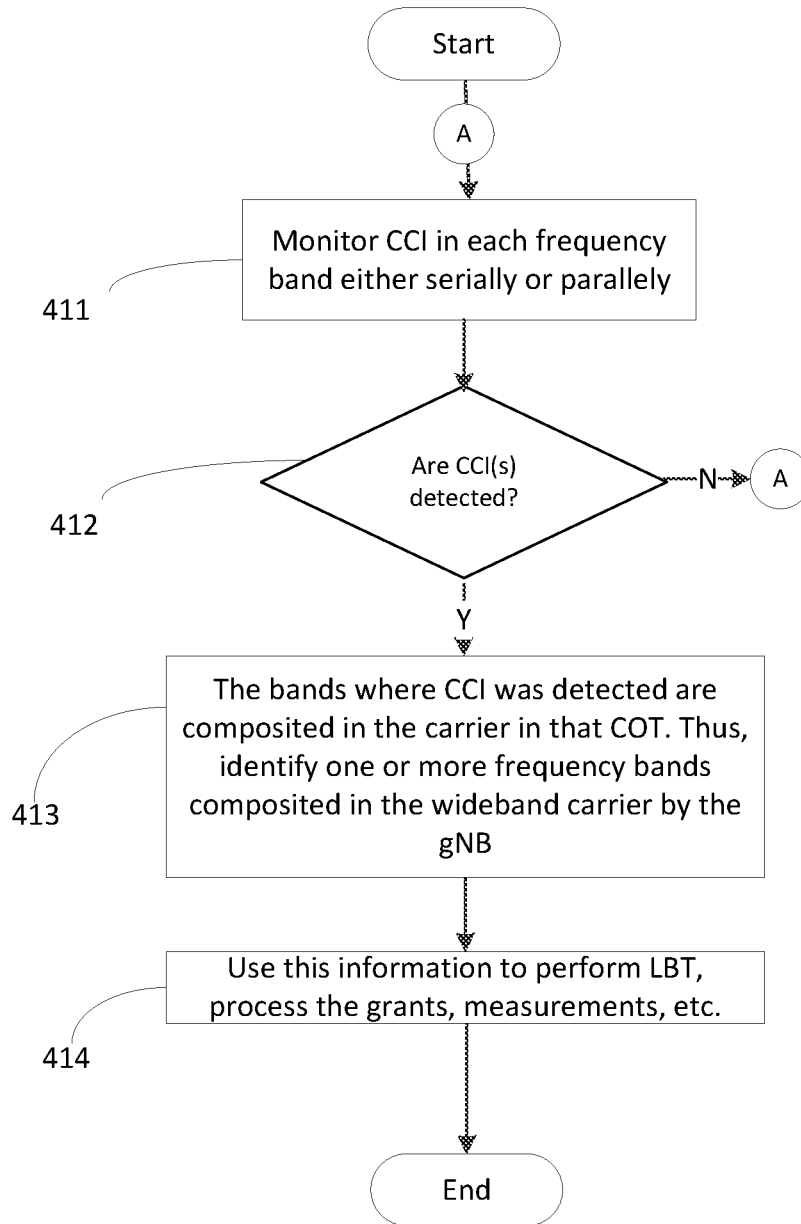 Start
A
Monitor CCI in each frequency
band either serially or parallely
411
Are CCI(s)
detected?
N
A
412
Y
The bands where CCI was detected are
composited in the carrier in that COT. Thus,
identify one or more frequency bands
composited in the wideband carrier by the
gNB
413
Use this information to perform LBT,
process the grants, measurements, etc.
414
End